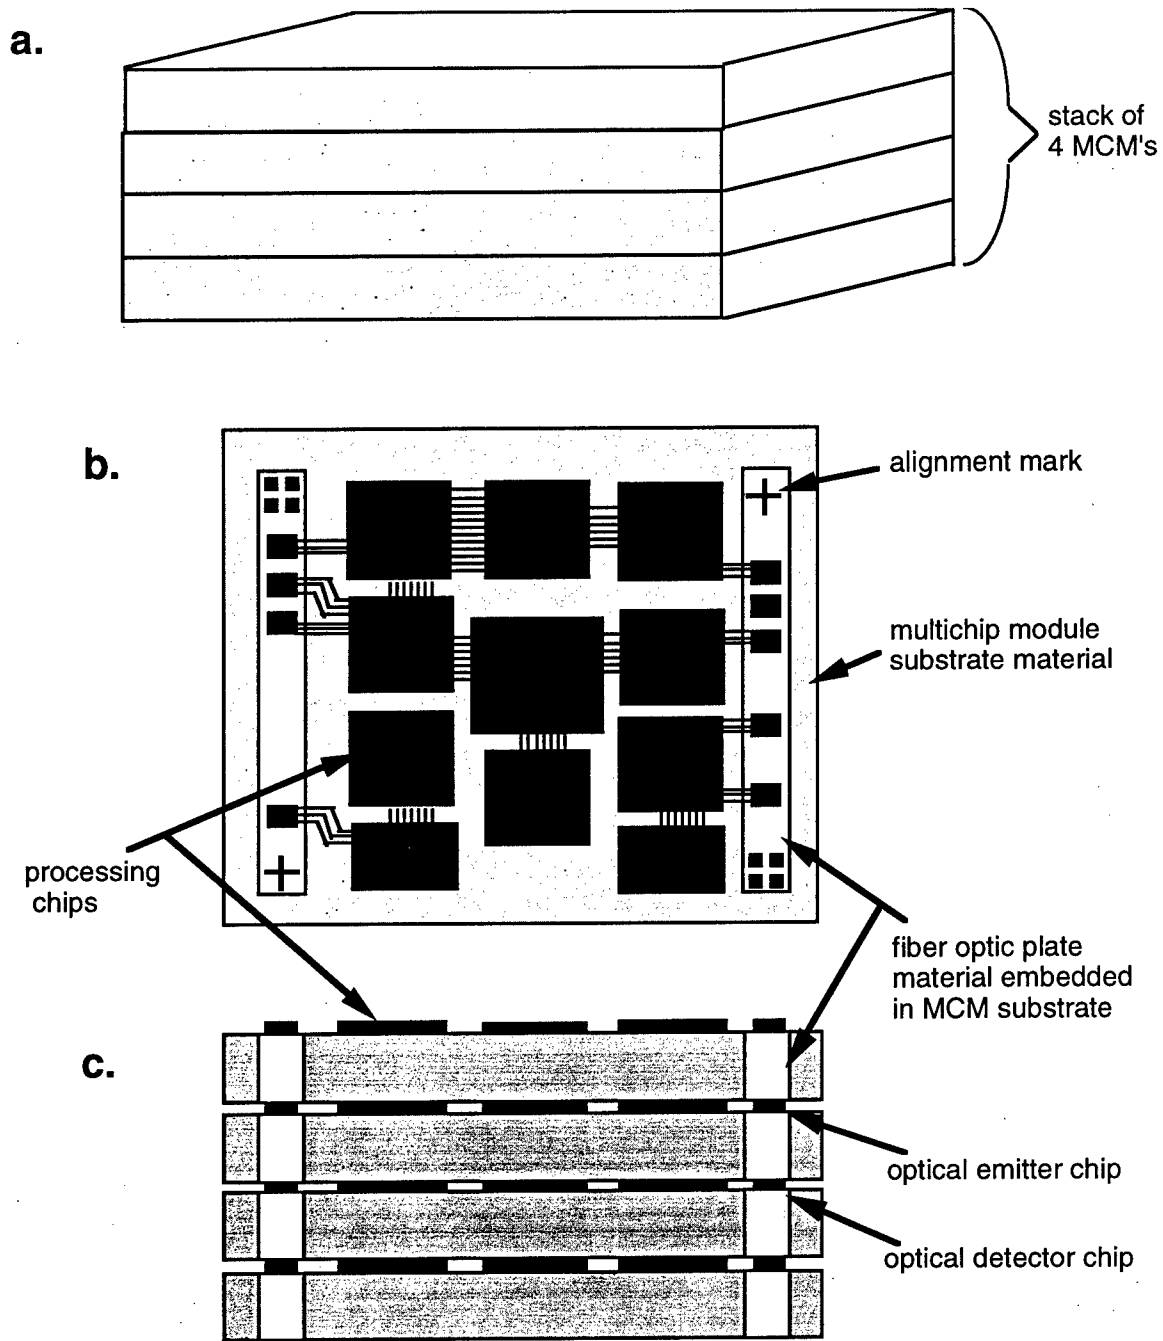 a.
stack of
4 MCM's
b.
alignment mark
multichip module
substrate material
processing
chips
fiber optic plate
material embedded
in MCM substrate
c.
optical emitter chip
optical detector chip